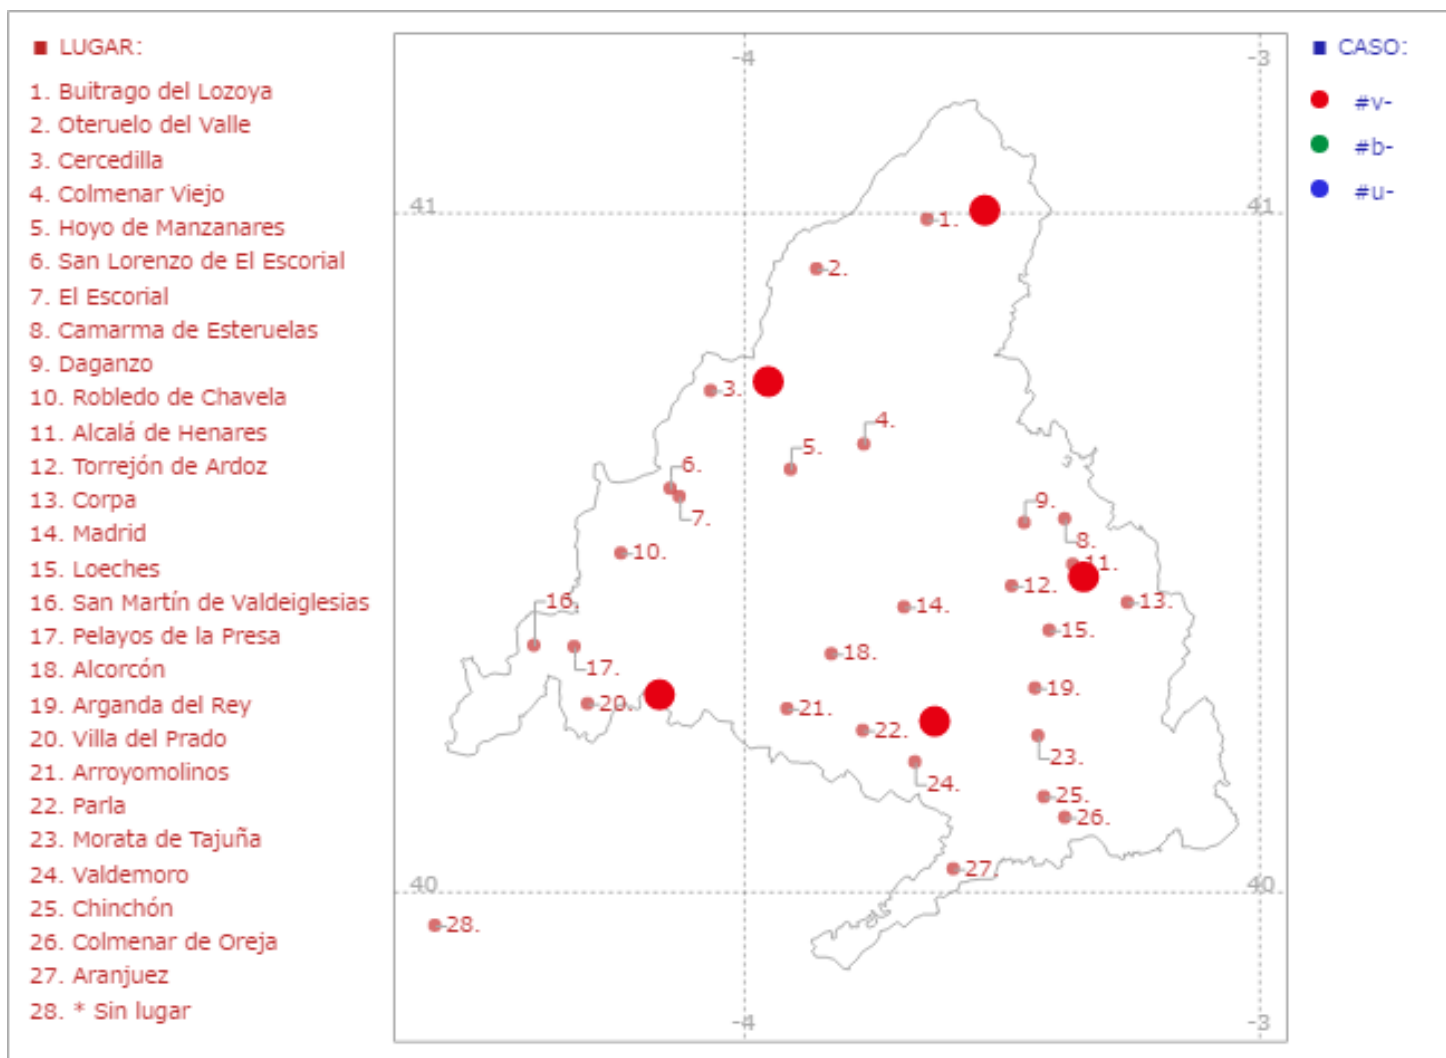 ■ LUGAR:
1. Buitrago del Lozoya
2. Oteruelo del Valle
3. Cercedilla
4. Colmenar Viejo
5. Hoyo de Manzanares
6. San Lorenzo de El Escorial
7. El Escorial
8. Camarma de Esteruelas
9. Daganzo
10. Robledo de Chavela
11. Alcalá de Henares
12. Torrejón de Ardoz
13. Corpa
14. Madrid
15. Loeches
16. San Martín de Valdeiglesias
17. Pelayos de la Presa
18. Alcorcón
19. Arganda del Rey
20. Villa del Prado
21. Arroyomolinos
22. Parla
23. Morata de Tajuña
24. Valdemoro
25. Chinchón
26. Colmenar de Oreja
27. Aranjuez
28. * Sin lugar
-4 -3
41 41
1.
2.
3.
4.
5.
6.
7.
9.
8.
10.
11.
12.
13.
14.
16.
15.
18.
17.
19.
20.
21.
22.
23.
24.
25.
26.
27.
40 40
28.
-4 -3
■ CASO:
#v-
#b-
#u-